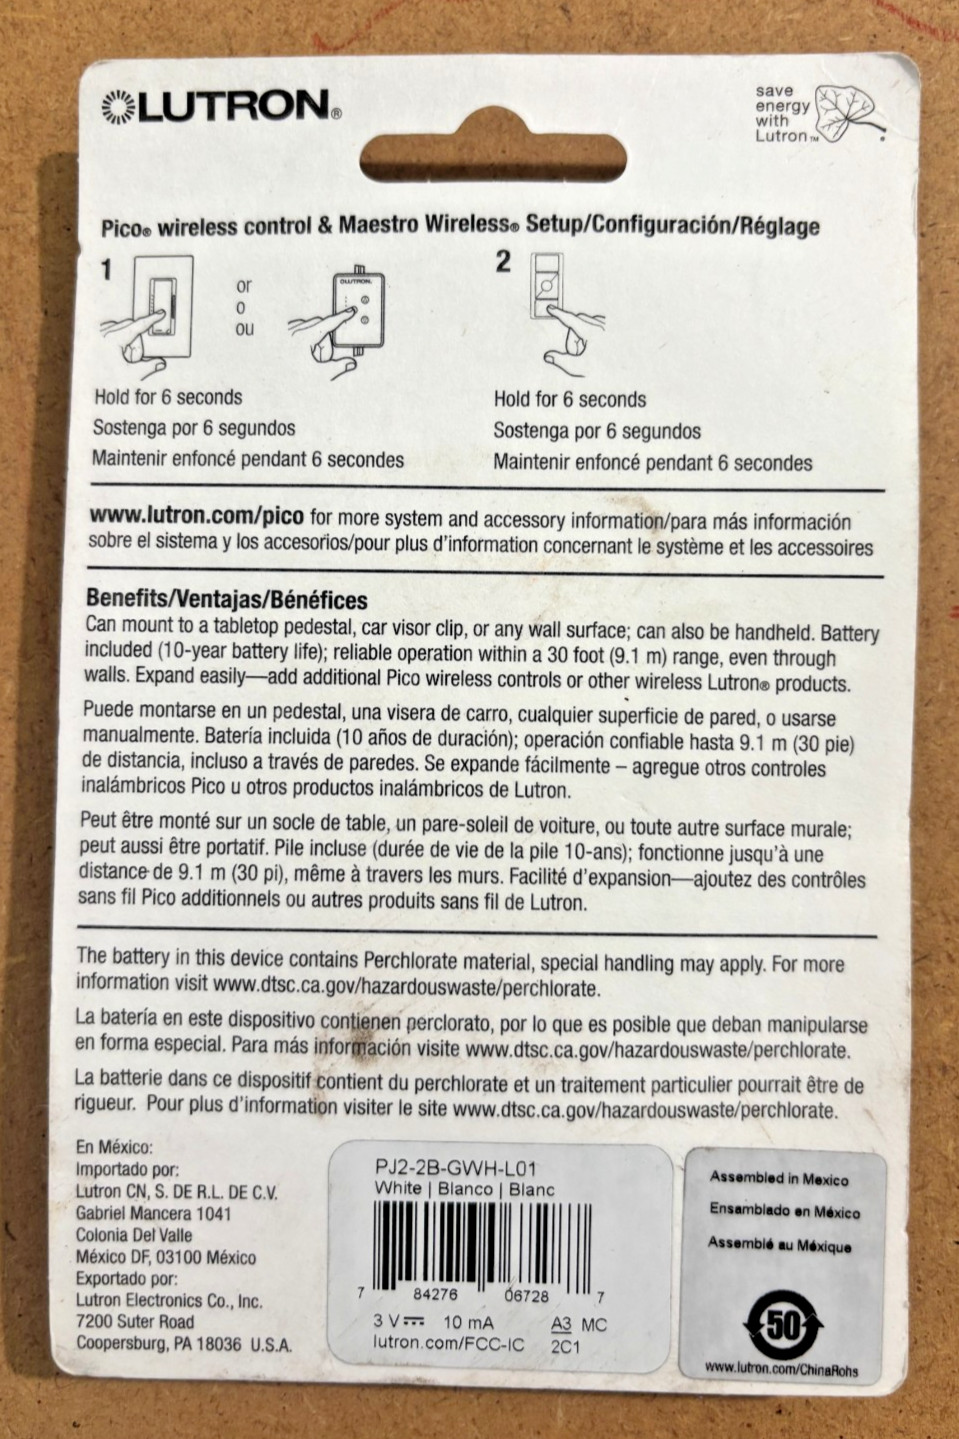 LUTRON®
save
energy
with
Lutron™
Pico® wireless control & Maestro Wireless® Setup/Configuración/Réglage
1
or
o
ou
LUTRON
2
Hold for 6 seconds
Sostenga por 6 segundos
Maintenir enfoncé pendant 6 secondes
Hold for 6 seconds
Sostenga por 6 segundos
Maintenir enfoncé pendant 6 secondes
www.lutron.com/pico for more system and accessory information/para más información
sobre el sistema y los accesorios/pour plus d'information concernant le système et les accessoires
Benefits/Ventajas/Bénéfices
Can mount to a tabletop pedestal, car visor clip, or any wall surface; can also be handheld. Battery
included (10-year battery life); reliable operation within a 30 foot (9.1 m) range, even through
walls. Expand easily—add additional Pico wireless controls or other wireless Lutron® products.
Puede montarse en un pedestal, una visera de carro, cualquier superficie de pared, o usarse
manualmente. Batería incluida (10 años de duración); operación confiable hasta 9.1 m (30 pie)
de distancia, incluso a través de paredes. Se expande fácilmente – agregue otros controles
inalámbricos Pico u otros productos inalámbricos de Lutron.
Peut être monté sur un socle de table, un pare-soleil de voiture, ou toute autre surface murale;
peut aussi être portatif. Pile incluse (durée de vie de la pile 10-ans); fonctionne jusqu'à une
distance de 9.1 m (30 pi), même à travers les murs. Facilité d'expansion—ajoutez des contrôles
sans fil Pico additionnels ou autres produits sans fil de Lutron.
The battery in this device contains Perchlorate material, special handling may apply. For more
information visit www.dtsc.ca.gov/hazardouswaste/perchlorate.
La batería en este dispositivo contienen perclorato, por lo que es posible que deban manipularse
en forma especial. Para más información visite www.dtsc.ca.gov/hazardouswaste/perchlorate.
La batterie dans ce dispositif contient du perchlorate et un traitement particulier pourrait être de
rigueur. Pour plus d'information visiter le site www.dtsc.ca.gov/hazardouswaste/perchlorate.
En México:
Importado por:
Lutron CN, S. DE R.L. DE C.V.
Gabriel Mancera 1041
Colonia Del Valle
México DF, 03100 México
Exportado por:
Lutron Electronics Co., Inc.
7200 Suter Road
Coopersburg, PA 18036 U.S.A.
PJ2-2B-GWH-L01
White | Blanco | Blanc
7 84276 06728 7
3 V⎓ 10 mA A3 MC
lutron.com/FCC-IC 2C1
Assembled in Mexico
Ensamblado en México
Assemblé au Méxique
50
www.lutron.com/ChinaRohs